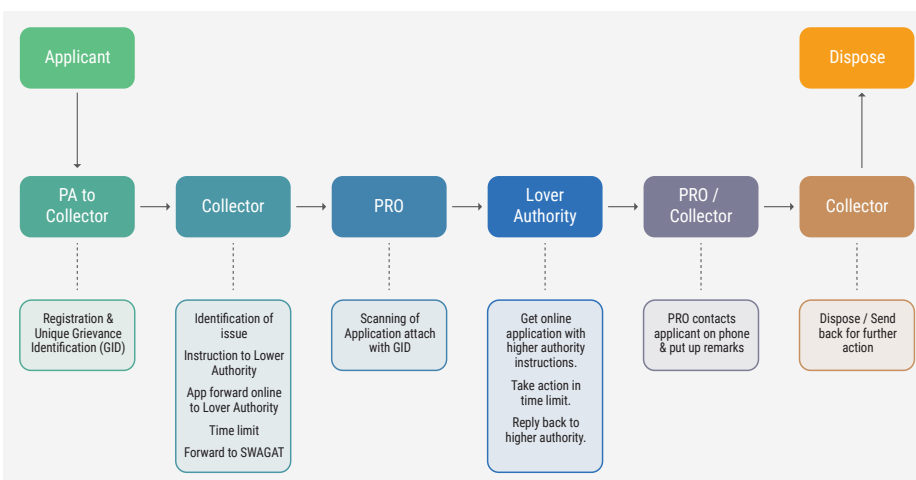 Applicant
Dispose
PA to
Collector
Collector
PRO
Lover
Authority
PRO /
Collector
Collector
Registration &
Unique Grievance
Identification (GID)
Identification of
issue
Instruction to Lower
Authority
App forward online
to Lover Authority
Time limit
Forward to SWAGAT
Scanning of
Application attach
with GID
Get online
application with
higher authority
instructions.
Take action in
time limit.
Reply back to
higher authority.
PRO contacts
applicant on phone
& put up remarks
Dispose / Send
back for further
action